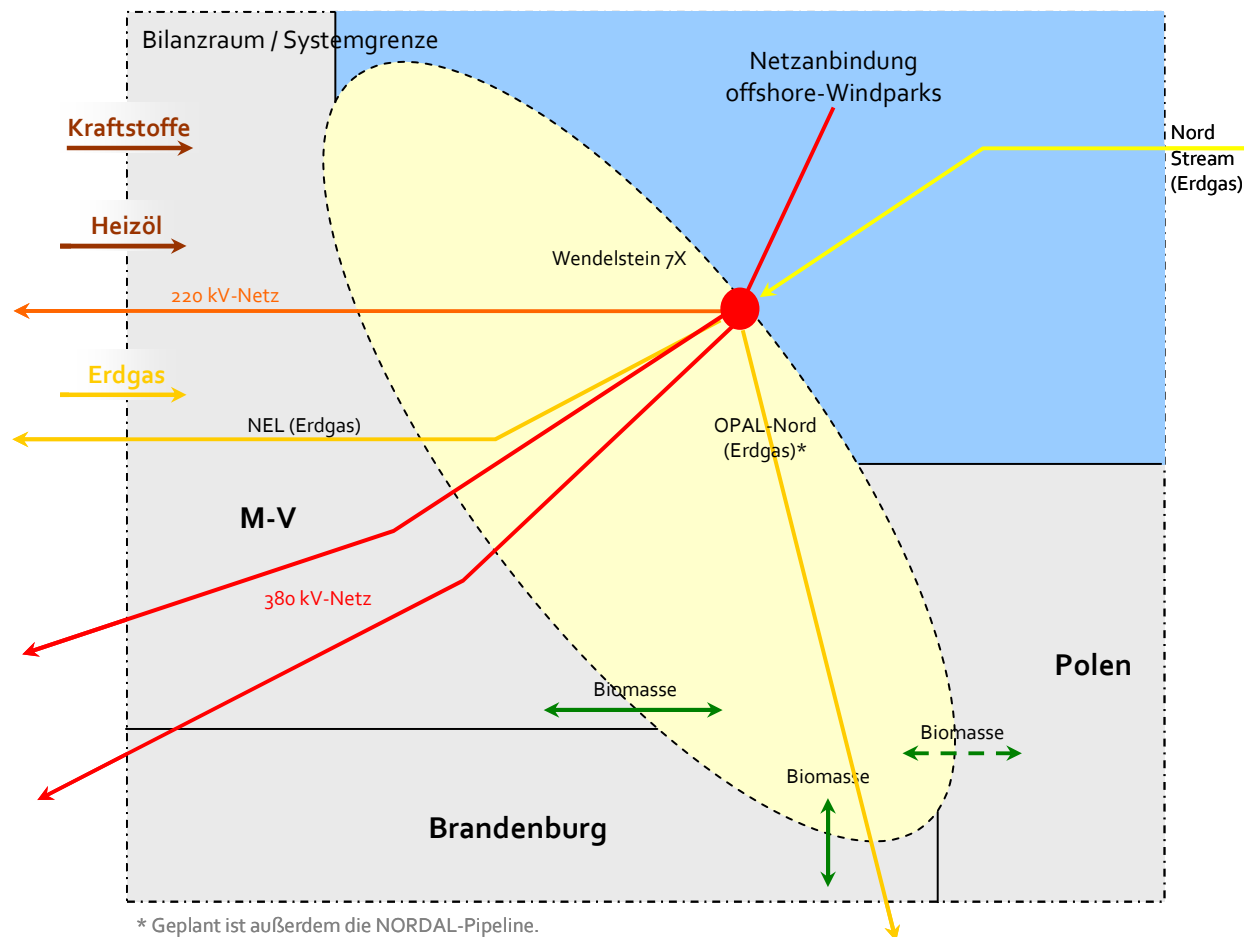 Bilanzraum / Systemgrenze
Netzanbindung
offshore-Windparks
Kraftstoffe
Nord
Stream
(Erdgas)
Heizöl
Wendelstein 7X
220 kV-Netz
Erdgas
NEL (Erdgas)
OPAL-Nord
(Erdgas)*
M-V
380 kV-Netz
Polen
Biomasse
Biomasse
Biomasse
Brandenburg
* Geplant ist außerdem die NORDAL-Pipeline.